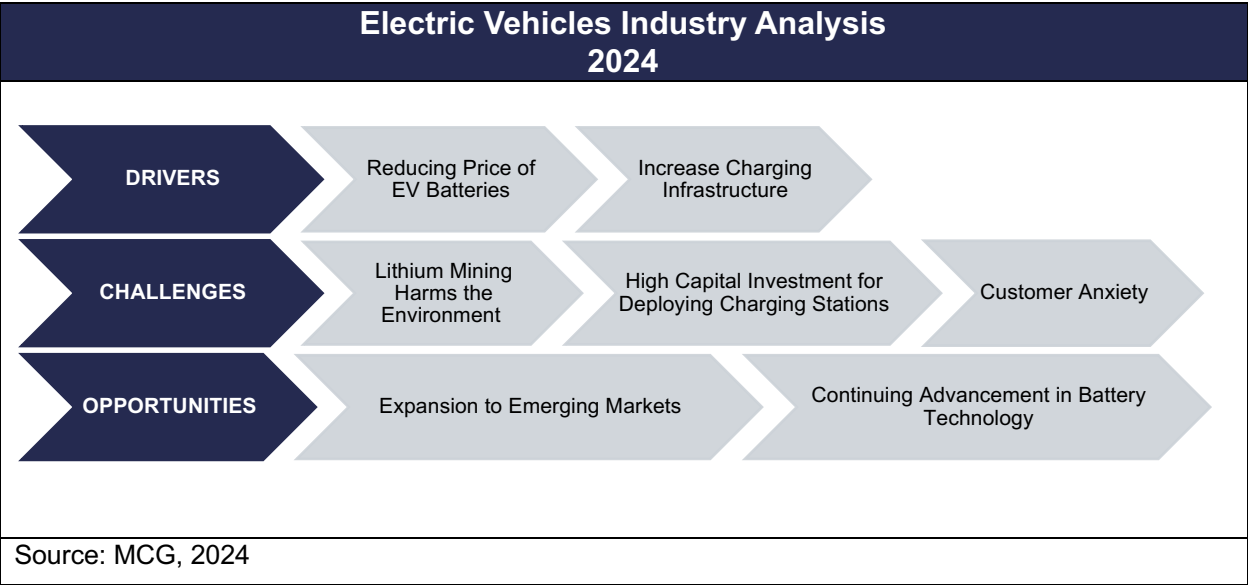 Electric Vehicles Industry Analysis
2024
DRIVERS
Reducing Price of
EV Batteries
Increase Charging
Infrastructure
CHALLENGES
Lithium Mining
Harms the
Environment
High Capital Investment for
Deploying Charging Stations
Customer Anxiety
OPPORTUNITIES
Expansion to Emerging Markets
Continuing Advancement in Battery
Technology
Source: MCG, 2024